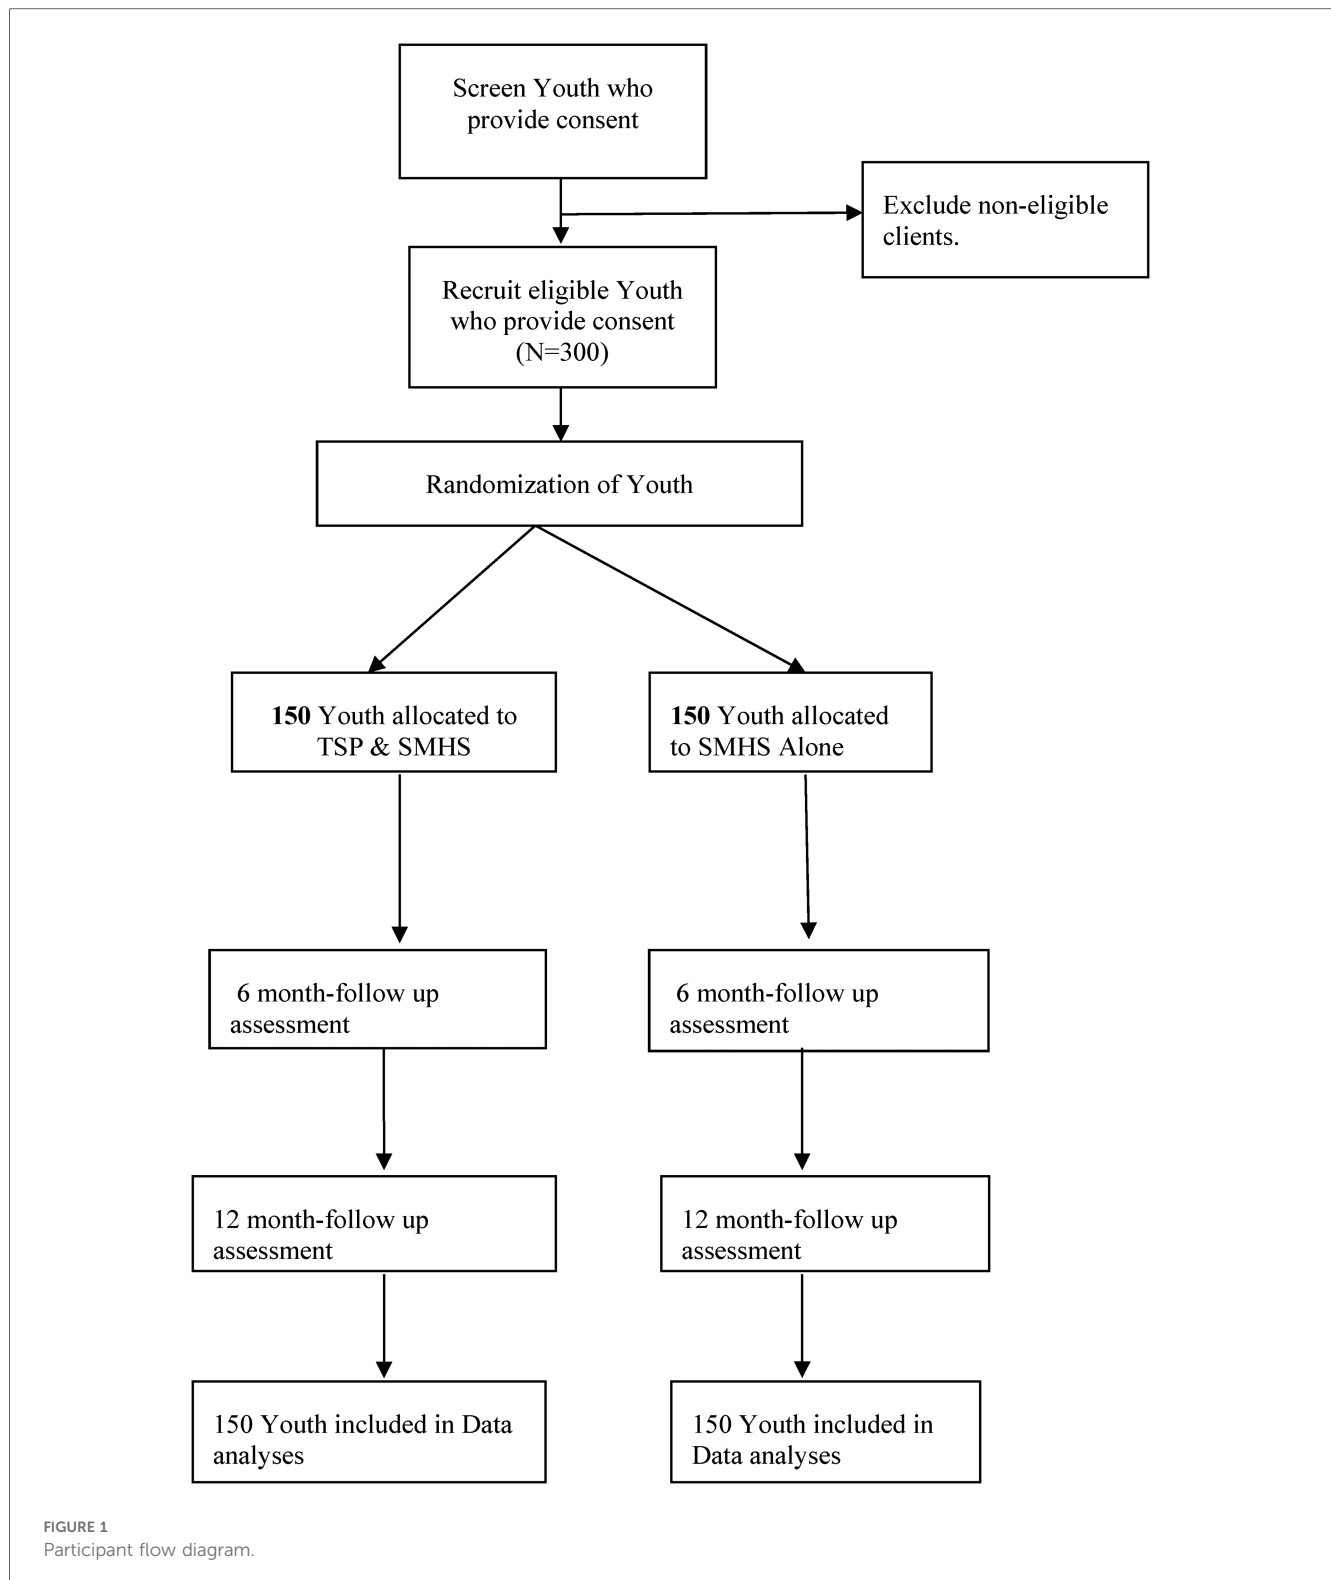 Screen Youth who
provide consent
Exclude non-eligible
clients.
Recruit eligible Youth
who provide consent
(N=300)
Randomization of Youth
150 Youth allocated to
TSP & SMHS
150 Youth allocated
to SMHS Alone
6 month-follow up
assessment
6 month-follow up
assessment
12 month-follow up
assessment
12 month-follow up
assessment
150 Youth included in Data
analyses
150 Youth included in
Data analyses
FIGURE 1
Participant flow diagram.